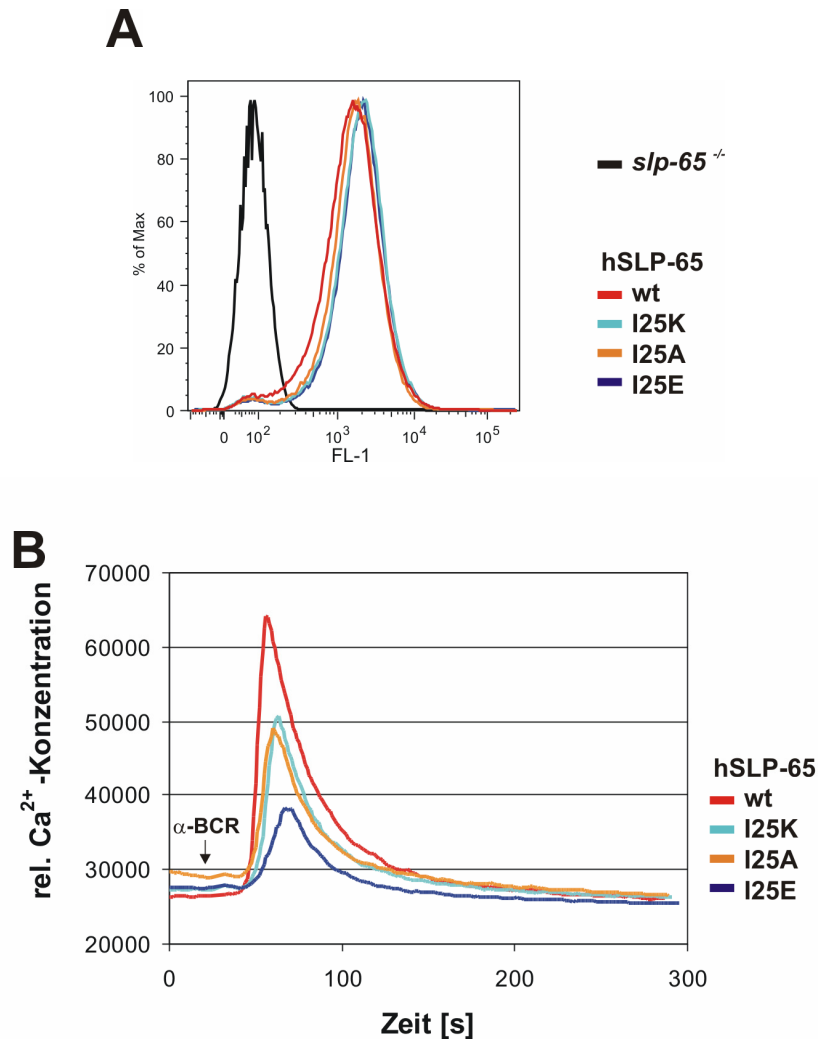 A
100
80
60
40
20
0
% of Max
0 10² 10³ 10⁴ 10⁵
FL-1
slp-65 -/-
hSLP-65
wt
I25K
I25A
I25E
B
70000
60000
50000
40000
30000
20000
rel. Ca²⁺ -Konzentration
α-BCR
0 100 200 300
Zeit [s]
hSLP-65
wt
I25K
I25A
I25E